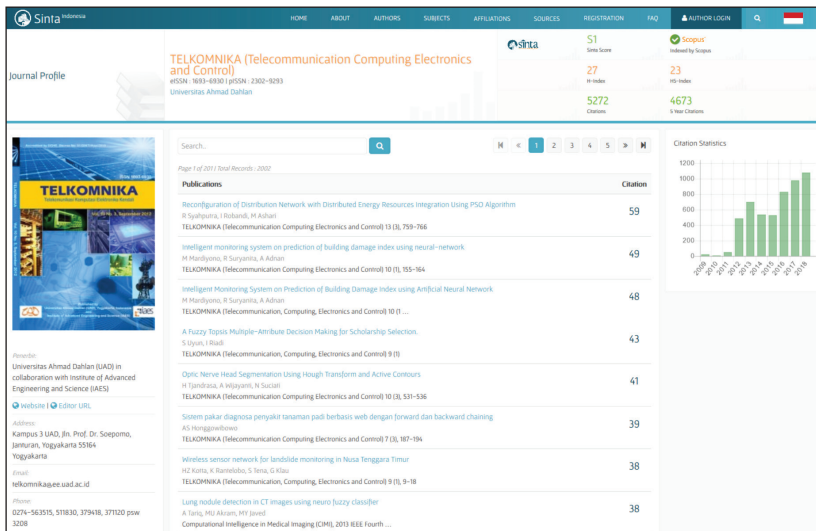 Sinta Indonesia
HOME ABOUT AUTHORS SUBJECTS AFFILIATIONS SOURCES REGISTRATION FAQ AUTHOR LOGIN
Journal Profile
TELKOMNIKA (Telecommunication Computing Electronics
and Control)
eISSN : 1693-6930 | pISSN : 2302-9293
Universitas Ahmad Dahlan
sinta
S1
Sinta Score
Scopus
Indexed by Scopus
27
H-Index
23
H5-Index
5272
Citations
4673
5 Year Citations
TELKOMNIKA
Penerbit:
Universitas Ahmad Dahlan (UAD) in
collaboration with Institute of Advanced
Engineering and Science (IAES)
Website | Editor URL
Address:
Kampus 3 UAD, Jln. Prof. Dr. Soepomo,
Janturan, Yogyakarta 55164
Yogyakarta
Email:
telkomnika@ee.uad.ac.id
Phone:
0274-563515, 511830, 379418, 371120 psw
3208
Search..
1 2 3 4 5
Page 1 of 201 | Total Records : 2002
Publications Citation
Reconfiguration of Distribution Network with Distributed Energy Resources Integration Using PSO Algorithm
R Syahputra, I Robandi, M Ashari
TELKOMNIKA (Telecommunication Computing Electronics and Control) 13 (3), 759-766
59
Intelligent monitoring system on prediction of building damage index using neural-network
M Mardiyono, R Suryanita, A Adnan
TELKOMNIKA (Telecommunication Computing Electronics and Control) 10 (1), 155-164
49
Intelligent Monitoring System on Prediction of Building Damage Index using Artificial Neural Network
M Mardiyono, R Suryanita, A Adnan
TELKOMNIKA (Telecommunication, Computing, Electronics and Control) 10 (1 ...
48
A Fuzzy Topsis Multiple-Attribute Decision Making for Scholarship Selection.
S Uyun, I Riadi
TELKOMNIKA (Telecommunication, Computing, Electronics and Control) 9 (1)
43
Optic Nerve Head Segmentation Using Hough Transform and Active Contours
H Tjandrasa, A Wijayanti, N Suciati
TELKOMNIKA (Telecommunication Computing Electronics and Control) 10 (3), 531-536
41
Sistem pakar diagnosa penyakit tanaman padi berbasis web dengan forward dan backward chaining
AS Honggowibowo
TELKOMNIKA (Telecommunication Computing Electronics and Control) 7 (3), 187-194
39
Wireless sensor network for landslide monitoring in Nusa Tenggara Timur
HZ Kotta, K Rantelobo, S Tena, G Klau
TELKOMNIKA (Telecommunication Computing Electronics and Control) 9 (1), 9-18
38
Lung nodule detection in CT images using neuro fuzzy classifier
A Tariq, MU Akram, MY Javed
Computational Intelligence in Medical Imaging (CIMI), 2013 IEEE Fourth ...
38
Citation Statistics
1200
1000
800
600
400
200
0
2009 2010 2011 2012 2013 2014 2015 2016 2017 2018